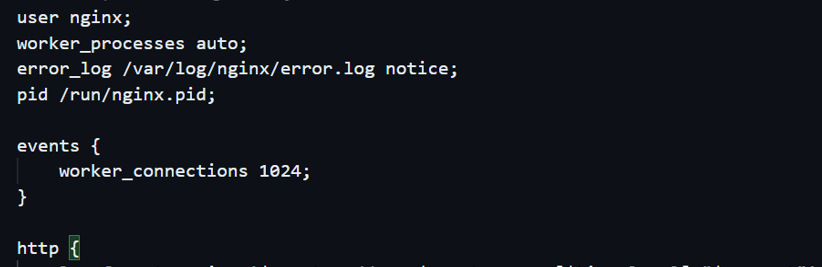 user nginx;
worker_processes auto;
error_log /var/log/nginx/error.log notice;
pid /run/nginx.pid;
events {
worker_connections 1024;
}
http {